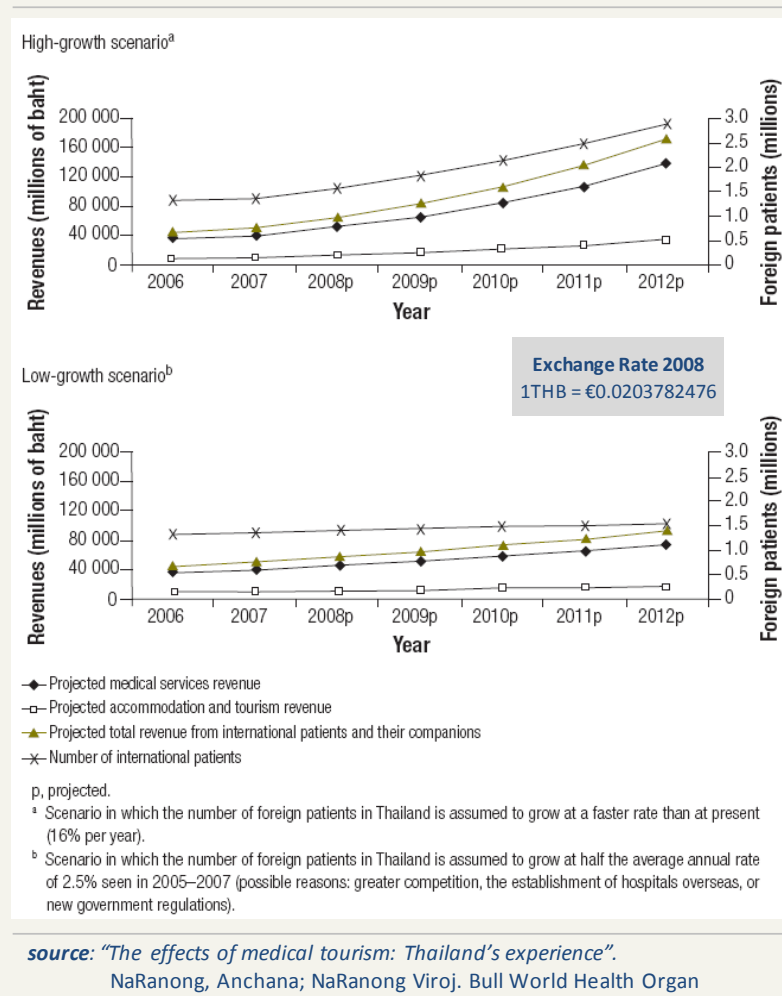 High-growth scenarioᵃ
Revenues (millions of baht)
200 000
160 000
120 000
80 000
40 000
0
3.0
2.5
2.0
1.5
1.0
0.5
0
Foreign patients (millions)
2006 2007 2008p 2009p 2010p 2011p 2012p
Year
Exchange Rate 2008
1THB = €0.0203782476
Low-growth scenarioᵇ
Revenues (millions of baht)
200 000
160 000
120 000
80 000
40 000
0
3.0
2.5
2.0
1.5
1.0
0.5
0
Foreign patients (millions)
2006 2007 2008p 2009p 2010p 2011p 2012p
Year
Projected medical services revenue
Projected accommodation and tourism revenue
Projected total revenue from international patients and their companions
Number of international patients
p, projected.
ᵃ Scenario in which the number of foreign patients in Thailand is assumed to grow at a faster rate than at present
(16% per year).
ᵇ Scenario in which the number of foreign patients in Thailand is assumed to grow at half the average annual rate
of 2.5% seen in 2005–2007 (possible reasons: greater competition, the establishment of hospitals overseas, or
new government regulations).
source: “The effects of medical tourism: Thailand’s experience”.
NaRanong, Anchana; NaRanong Viroj. Bull World Health Organ